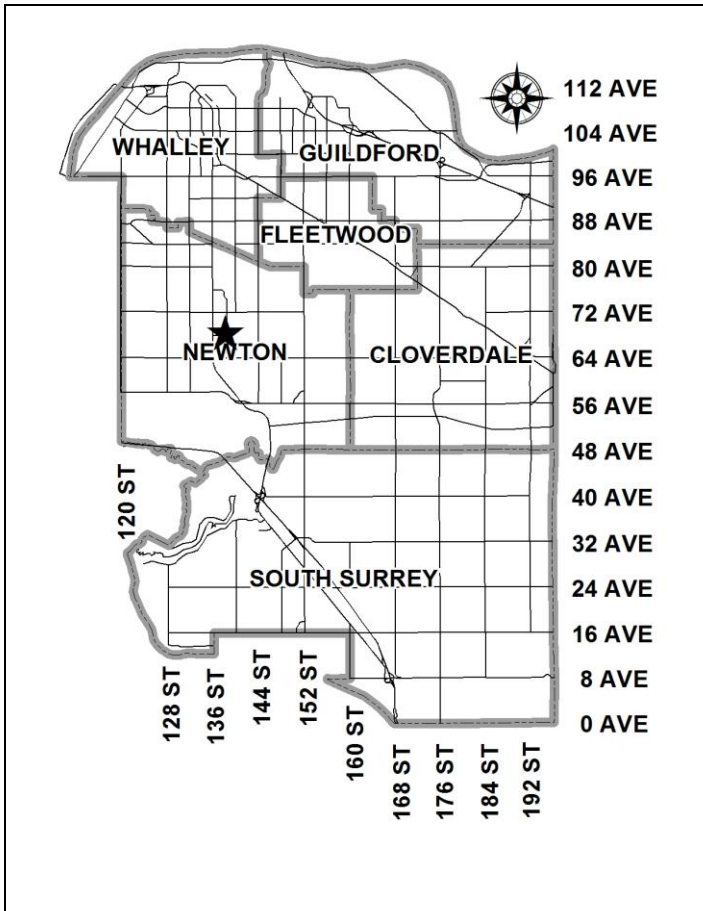 112 AVE
104 AVE
WHALLEY
GUILDFORD
96 AVE
88 AVE
FLEETWOOD
80 AVE
72 AVE
NEWTON
CLOVERDALE
64 AVE
56 AVE
48 AVE
120 ST
40 AVE
32 AVE
SOUTH SURREY
24 AVE
16 AVE
8 AVE
0 AVE
128 ST
136 ST
144 ST
152 ST
160 ST
168 ST
176 ST
184 ST
192 ST